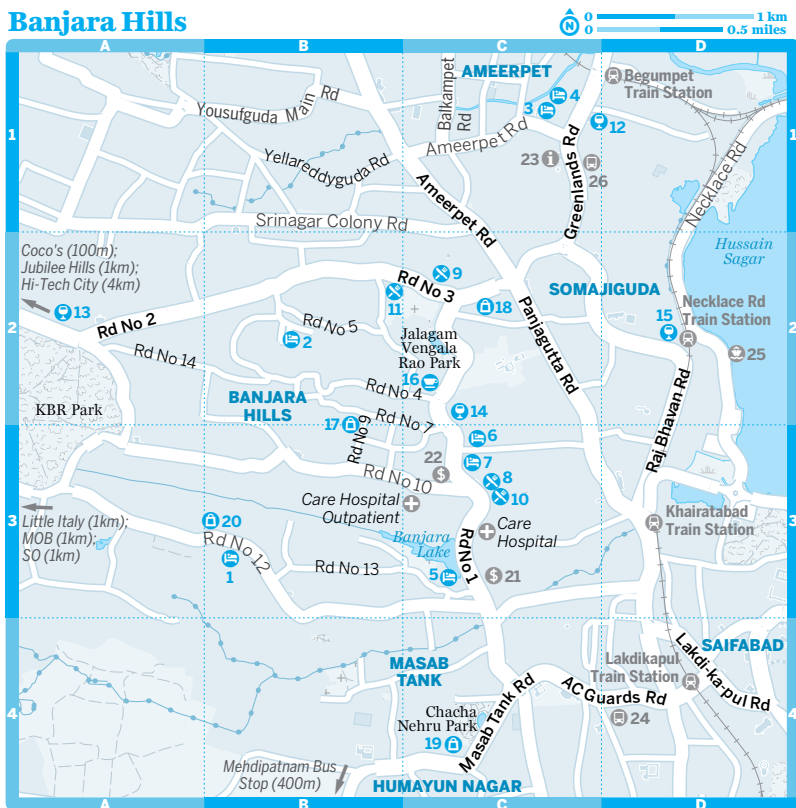 Banjara Hills
N
0 1 km
0 0.5 miles
A B C D
1
AMEERPET
Begumpet
Train Station
4
3
12
Yousufguda Main Rd
Balkampet
Rd
Ameerpet Rd
Yellareddyguda Rd
23
26
Greenlands Rd
Necklace Rd
Ameerpet Rd
Srinagar Colony Rd
1
2
Coco's (100m);
Jubilee Hills (1km);
Hi-Tech City (4km)
13
Rd No 2
Rd No 3
9
11
18
SOMAJIGUDA
Hussain
Sagar
Necklace Rd
Train Station
15
25
Rd No 5
2
Jalagam
Vengala
Rao Park
Panjagutta Rd
Rd No 14
16
Rd No 4
KBR Park
BANJARA
HILLS
14
17
Rd No 7
Rd No 9
6
Raj Bhavan Rd
2
3
22
7
8
10
Rd No 10
Care Hospital
Outpatient
Little Italy (1km);
MOB (1km);
SO (1km)
20
Rd No 12
1
Banjara
Lake
Care
Hospital
Khairatabad
Train Station
Rd No 1
Rd No 13
5
21
3
4
MASAB
TANK
SAIFABAD
Lakdikapul
Train Station
Lakdi-ka-pul Rd
AC Guards Rd
24
Masab Tank Rd
Chacha
Nehru Park
19
Mehdipatnam Bus
Stop (400m)
HUMAYUN NAGAR
4
A B C D